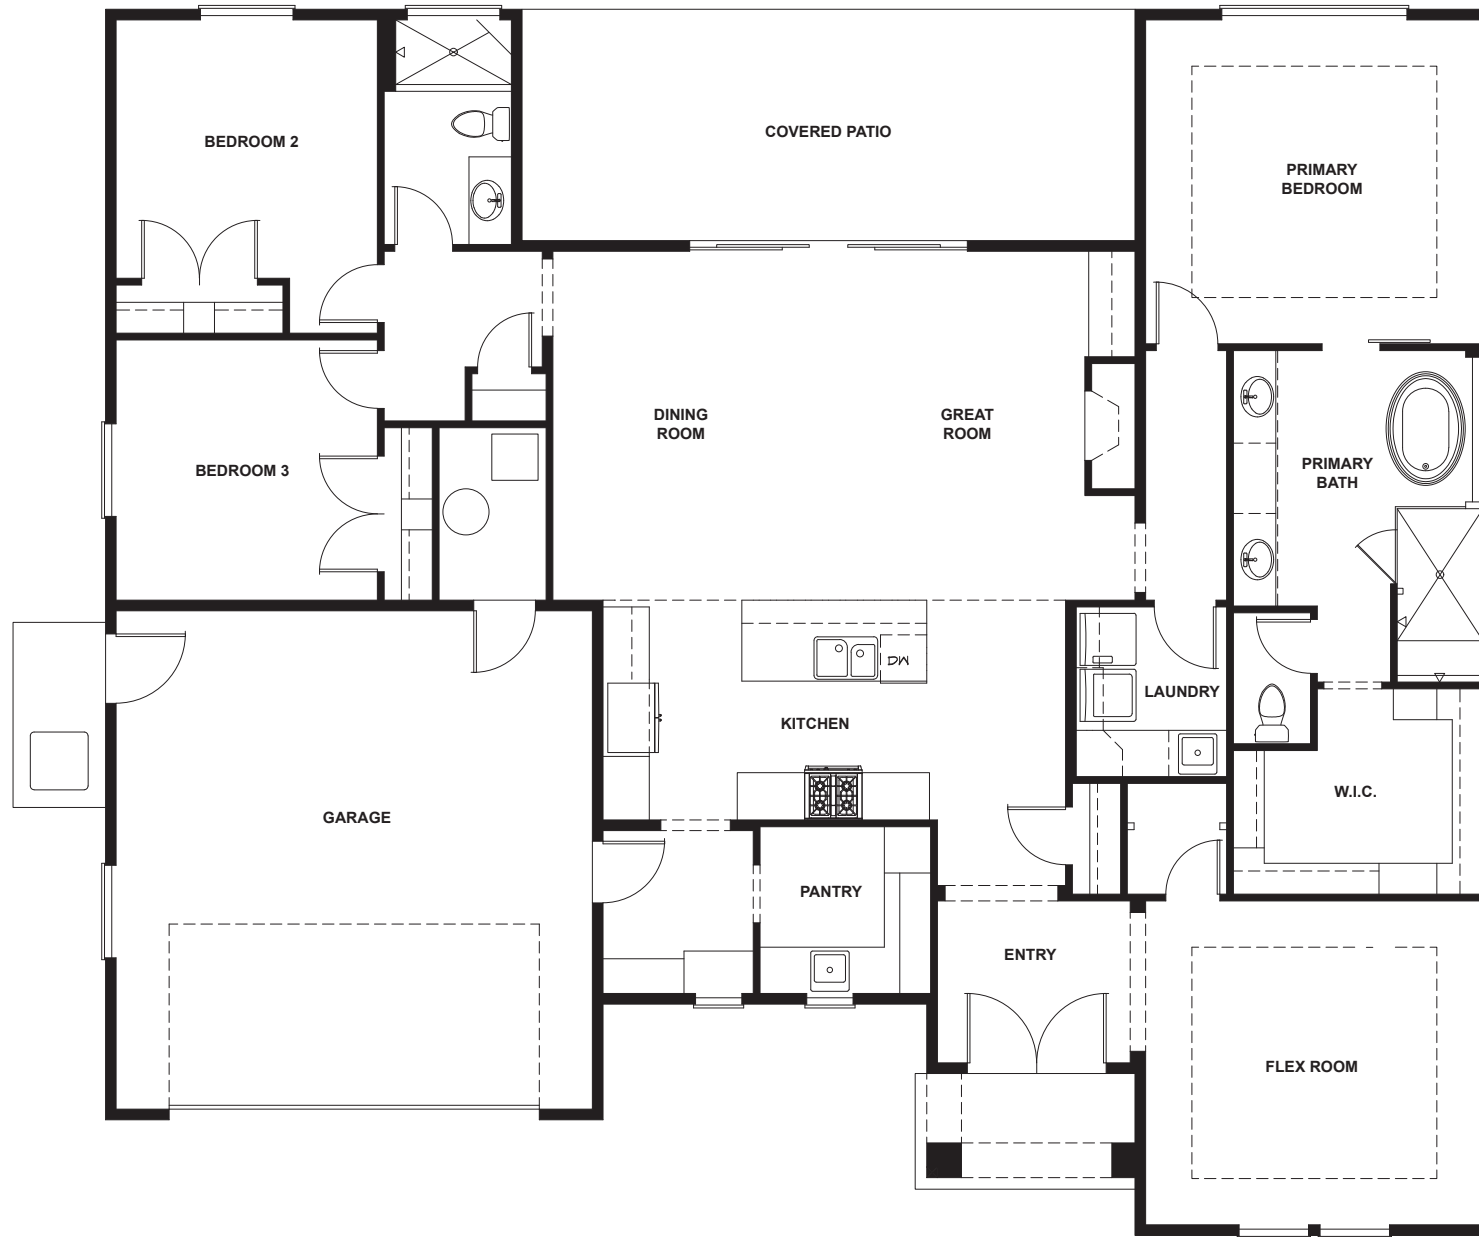 BEDROOM 2
COVERED PATIO
PRIMARY
BEDROOM
DINING
ROOM
GREAT
ROOM
BEDROOM 3
PRIMARY
BATH
DW
LAUNDRY
KITCHEN
W.I.C.
GARAGE
PANTRY
ENTRY
FLEX ROOM